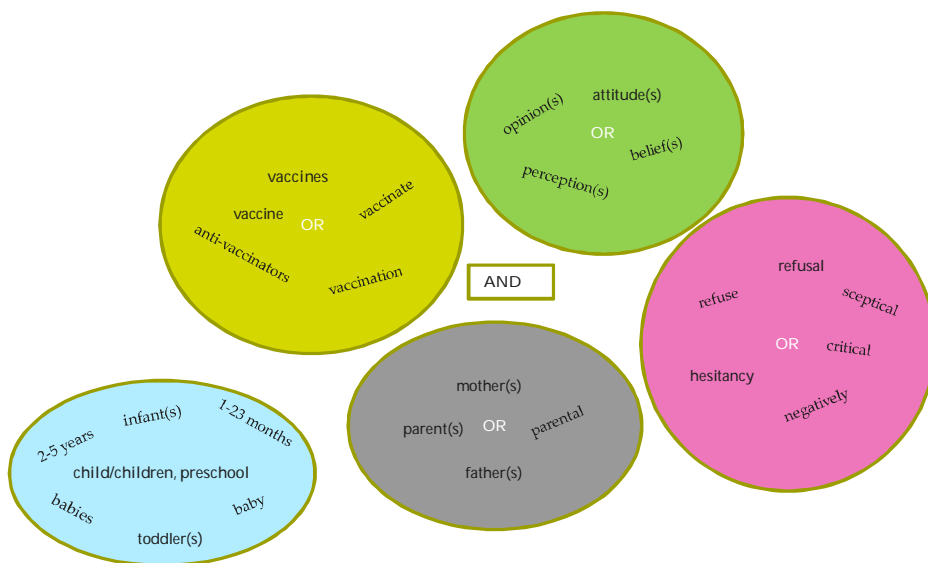 opinion(s)
attitude(s)
OR
belief(s)
perception(s)
vaccines
vaccinate
vaccine
OR
anti-vaccinators
vaccination
AND
refusal
refuse
sceptical
OR
critical
hesitancy
negatively
mother(s)
parent(s)
OR
parental
father(s)
1-23 months
infant(s)
2-5 years
child/children, preschool
babies
baby
toddler(s)